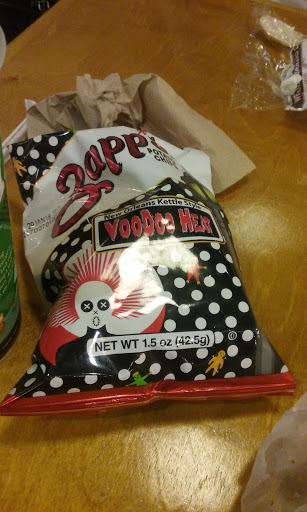 Zapp's
POTATO
CHIPS
New Orleans Kettle Style
VOODOO HEAT
NET WT 1.5 oz (42.5g)